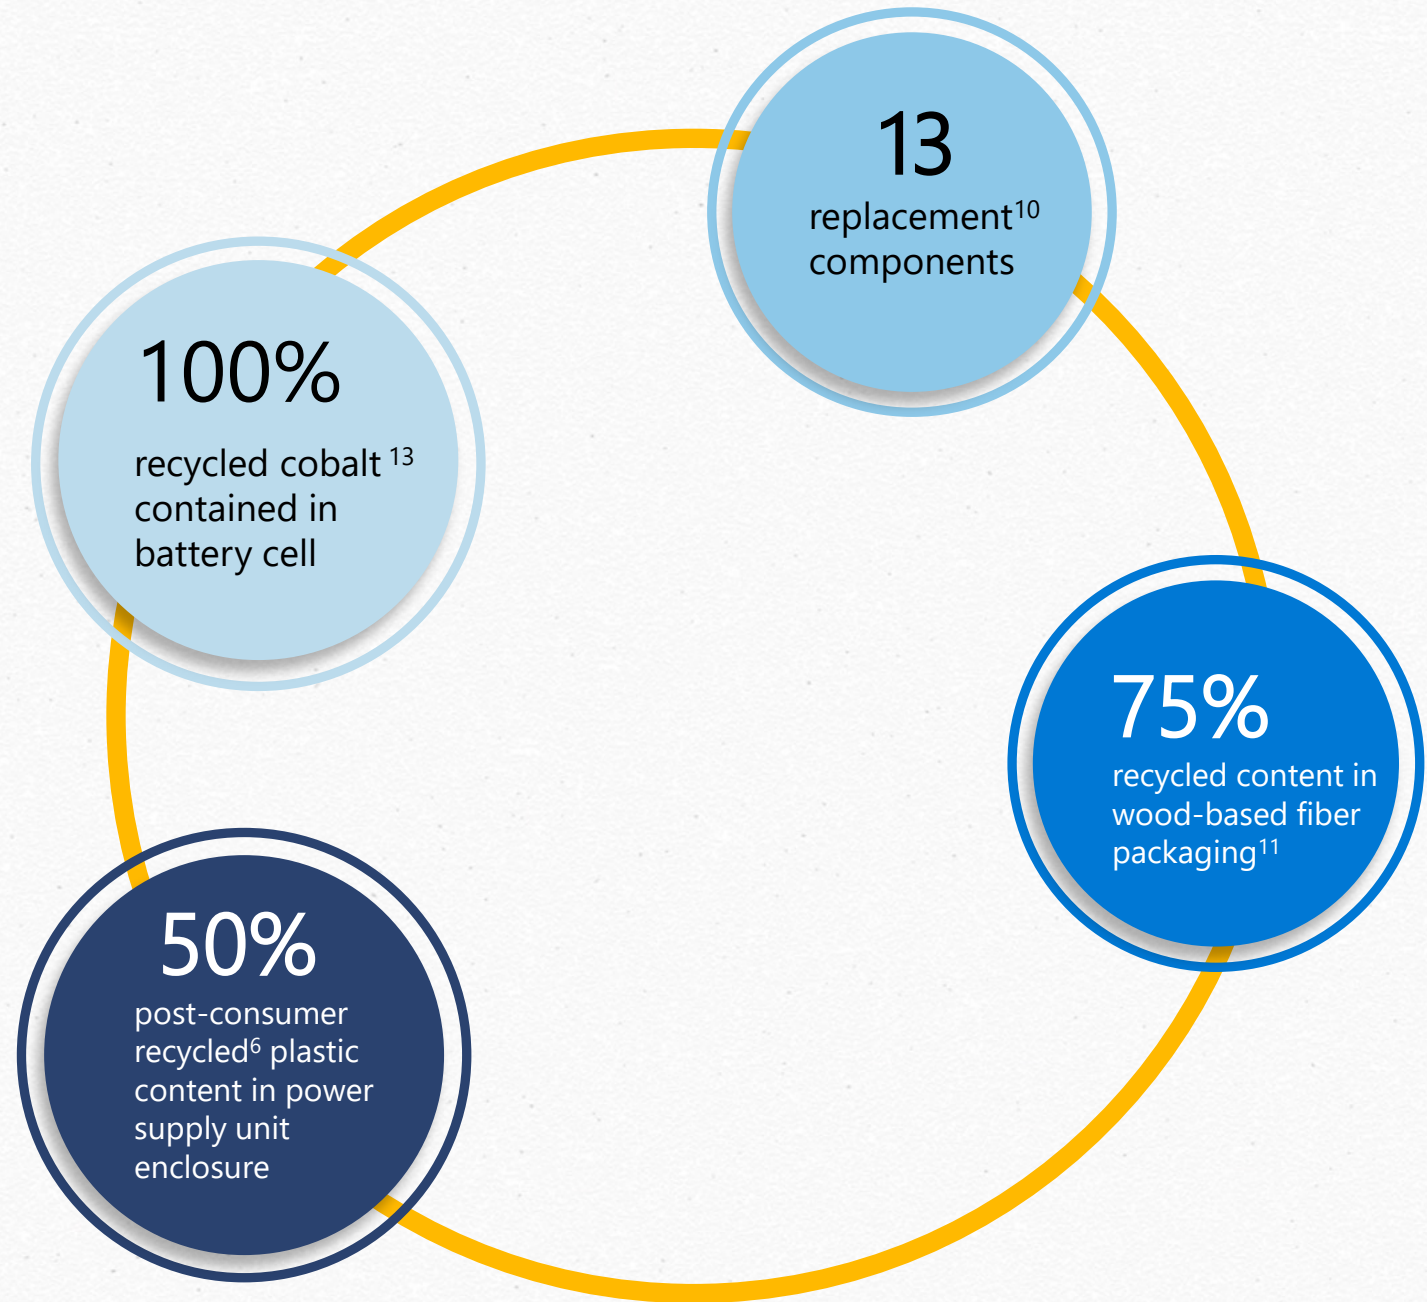 13
replacement¹⁰
components
100%
recycled cobalt ¹³
contained in
battery cell
75%
recycled content in
wood-based fiber
packaging¹¹
50%
post-consumer
recycled⁶ plastic
content in power
supply unit
enclosure